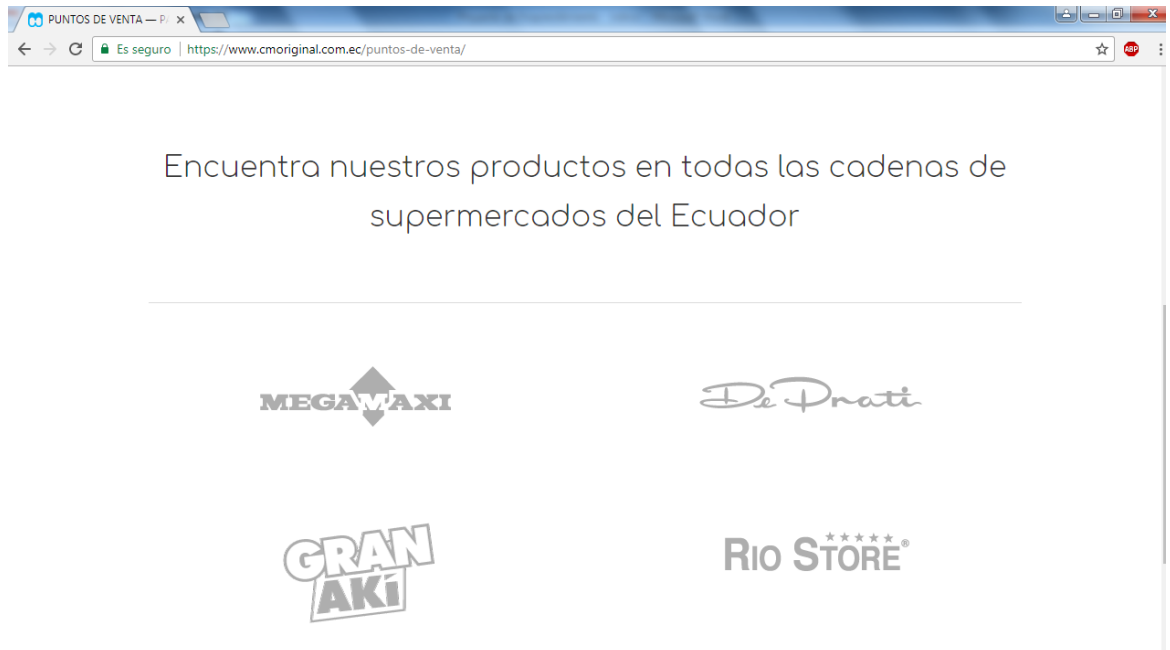 PUNTOS DE VENTA — P
Es seguro | https://www.cmoriginal.com.ec/puntos-de-venta/
ABP
Encuentra nuestros productos en todas las cadenas de
supermercados del Ecuador
MEGAMAXI
De Prati
GRAN
AKÍ
RIO STORE®